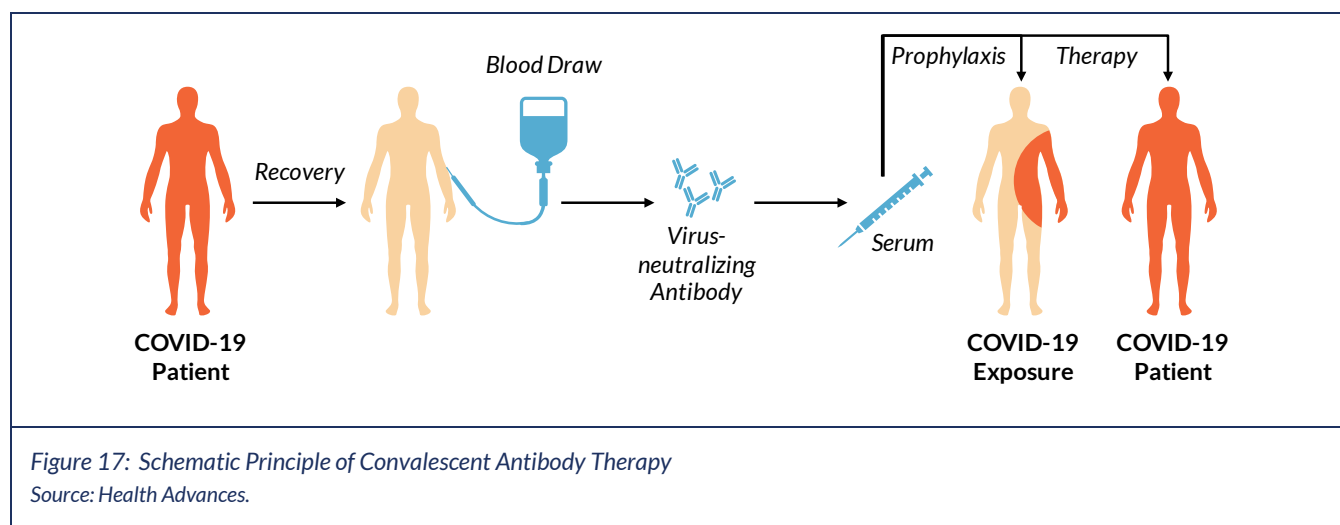 Blood Draw
Prophylaxis
Therapy
Recovery
Virus-
neutralizing
Antibody
Serum
COVID-19
Patient
COVID-19
Exposure
COVID-19
Patient
Figure 17: Schematic Principle of Convalescent Antibody Therapy
Source: Health Advances.